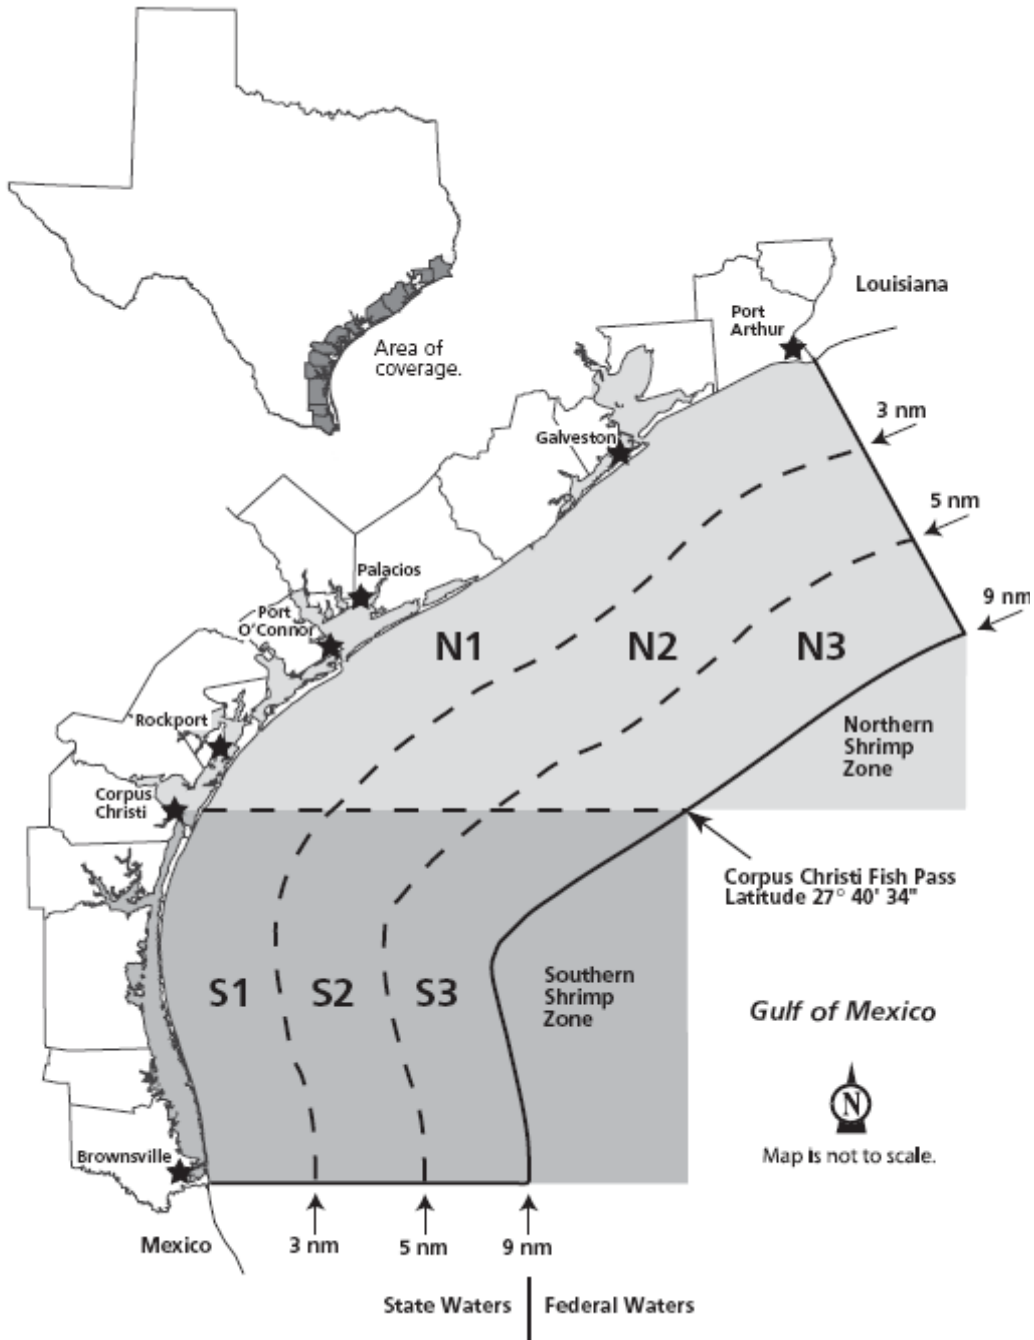 Louisiana
Port
Arthur
Area of
coverage.
3 nm
Galveston
5 nm
Palacios
9 nm
Port
O'Connor
N1
N2
N3
Rockport
Northern
Shrimp
Zone
Corpus
Christi
Corpus Christi Fish Pass
Latitude 27° 40' 34"
S1
S2
S3
Southern
Shrimp
Zone
Gulf of Mexico
N
Brownsville
Map is not to scale.
Mexico
3 nm
5 nm
9 nm
State Waters
Federal Waters